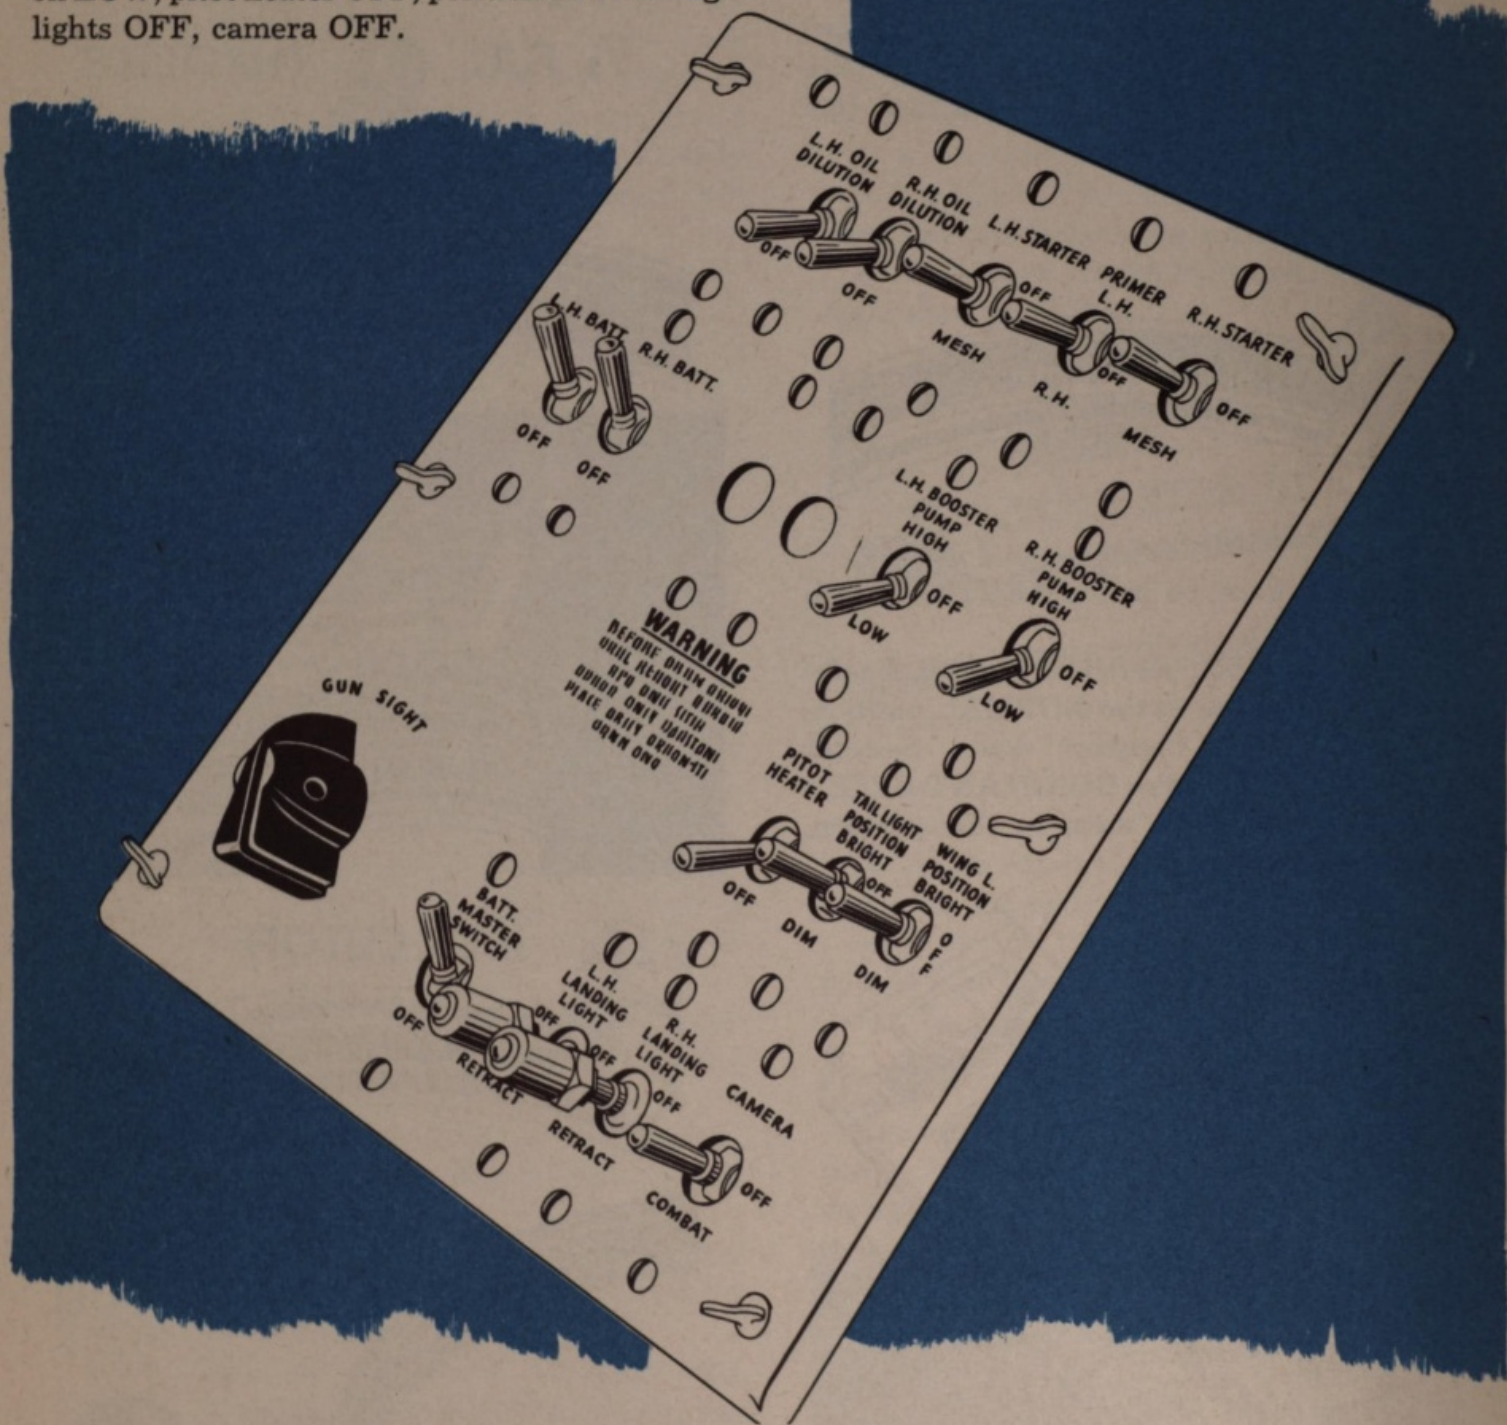 lights OFF, camera OFF.
L.H. OIL
DILUTION
R.H. OIL
DILUTION
L.H. STARTER
PRIMER
L.H.
R.H. STARTER
OFF
OFF
OFF
MESH
OFF
R.H.
OFF
MESH
L.H. BATT.
R.H. BATT.
OFF
OFF
L.H. BOOSTER
PUMP
HIGH
OFF
LOW
R.H. BOOSTER
PUMP
HIGH
OFF
LOW
WARNING
GUN SIGHT
PITOT
HEATER
TAIL LIGHT
POSITION
BRIGHT
WING L.
POSITION
BRIGHT
OFF
OFF
DIM
OFF
DIM
BATT.
MASTER
SWITCH
OFF
L.H.
LANDING
LIGHT
OFF
OFF
RETRACT
R.H.
LANDING
LIGHT
OFF
RETRACT
CAMERA
OFF
COMBAT